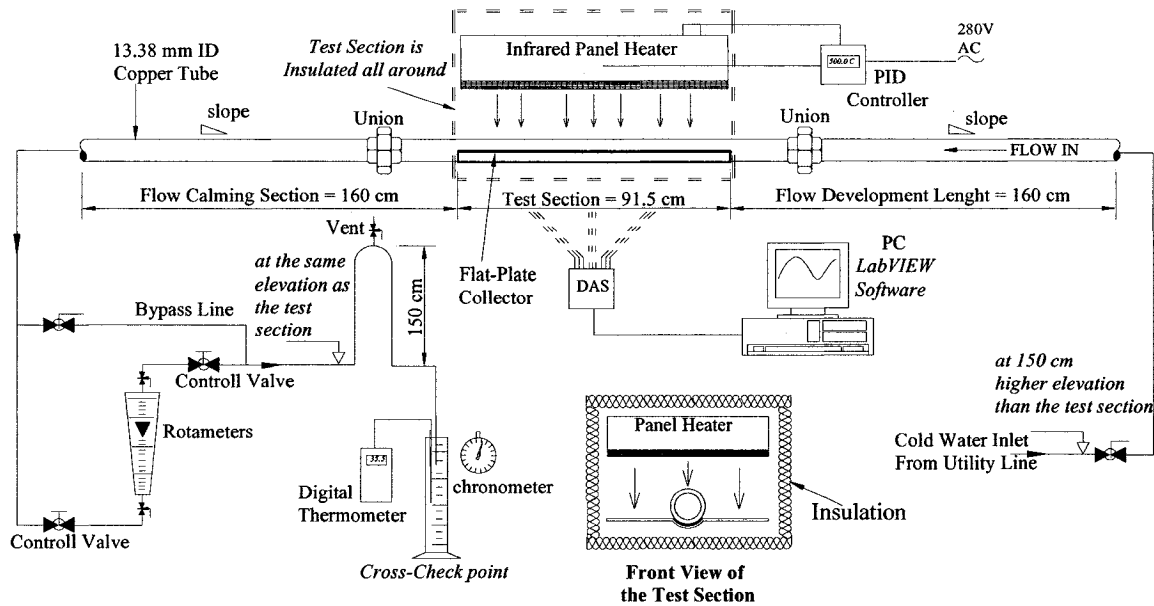 13.38 mm ID
Copper Tube
Test Section is
Insulated all around
Infrared Panel Heater
280V
AC
500.0 C
PID
Controller
slope
Union
Union
slope
FLOW IN
Flow Calming Section = 160 cm
Test Section = 91.5 cm
Flow Development Lenght = 160 cm
Vent
at the same
elevation as
the test
section
150 cm
Flat-Plate
Collector
DAS
PC
LabVIEW
Software
Bypass Line
Controll Valve
Rotameters
Controll Valve
35.5
Digital
Thermometer
chronometer
Cross-Check point
Panel Heater
Insulation
Front View of
the Test Section
at 150 cm
higher elevation
than the test section
Cold Water Inlet
From Utility Line